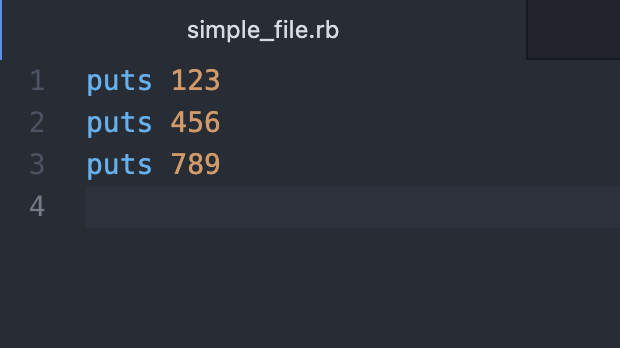 simple_file.rb
1 puts 123
2 puts 456
3 puts 789
4